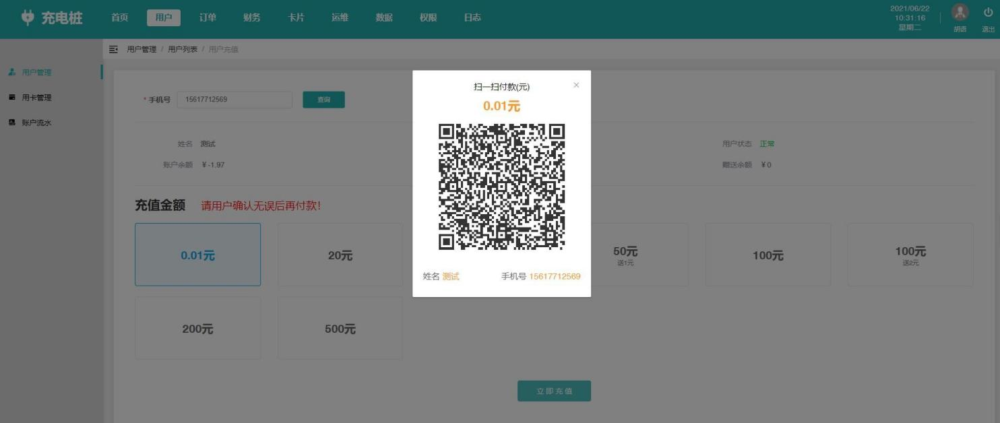 充电桩 首页 用户 订单 财务 卡片 运维 数据 权限 日志
2021/06/22
10:31:16
星期二
胡语 退出
用户管理 / 用户列表 / 用户充值
用户管理
用卡管理
账户流水
* 手机号 15617712569 查询
姓名 测试
用户状态 正常
账户余额 ¥-1.97
赠送余额 ¥0
充值金额 请用户确认无误后再付款!
0.01元
20元
50元
送1元
100元
100元
送2元
200元
500元
立即充值
扫一扫付款(元)
0.01元
姓名 测试 手机号 15617712569